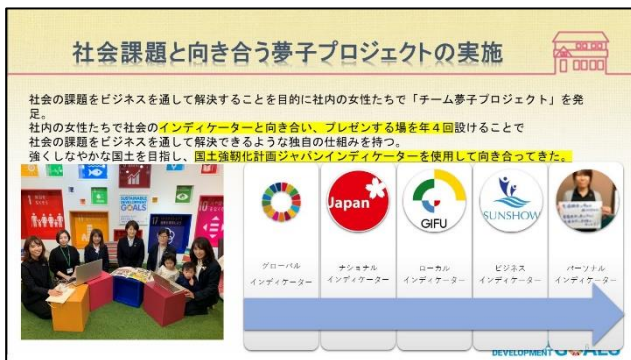 社会課題と向き合う夢子プロジェクトの実施
社会の課題をビジネスを通して解決することを目的に社内の女性たちで「チーム夢子プロジェクト」を発
足。
社内の女性たちで社会のインディケーターと向き合い、プレゼンする場を年４回設けることで
社会の課題をビジネスを通して解決できるような独自の仕組みを持つ。
強くしなやかな国土を目指し、国土強靭化計画ジャパンインディケーターを使用して向き合ってきた。
SUSTAINABLE
DEVELOPMENT
GOALS
Japan
GIFU
SUNSHOW
グローバル
インディケーター
ナショナル
インディケーター
ローカル
インディケーター
ビジネス
インディケーター
パーソナル
インディケーター
DEVELOPMENT GOALS